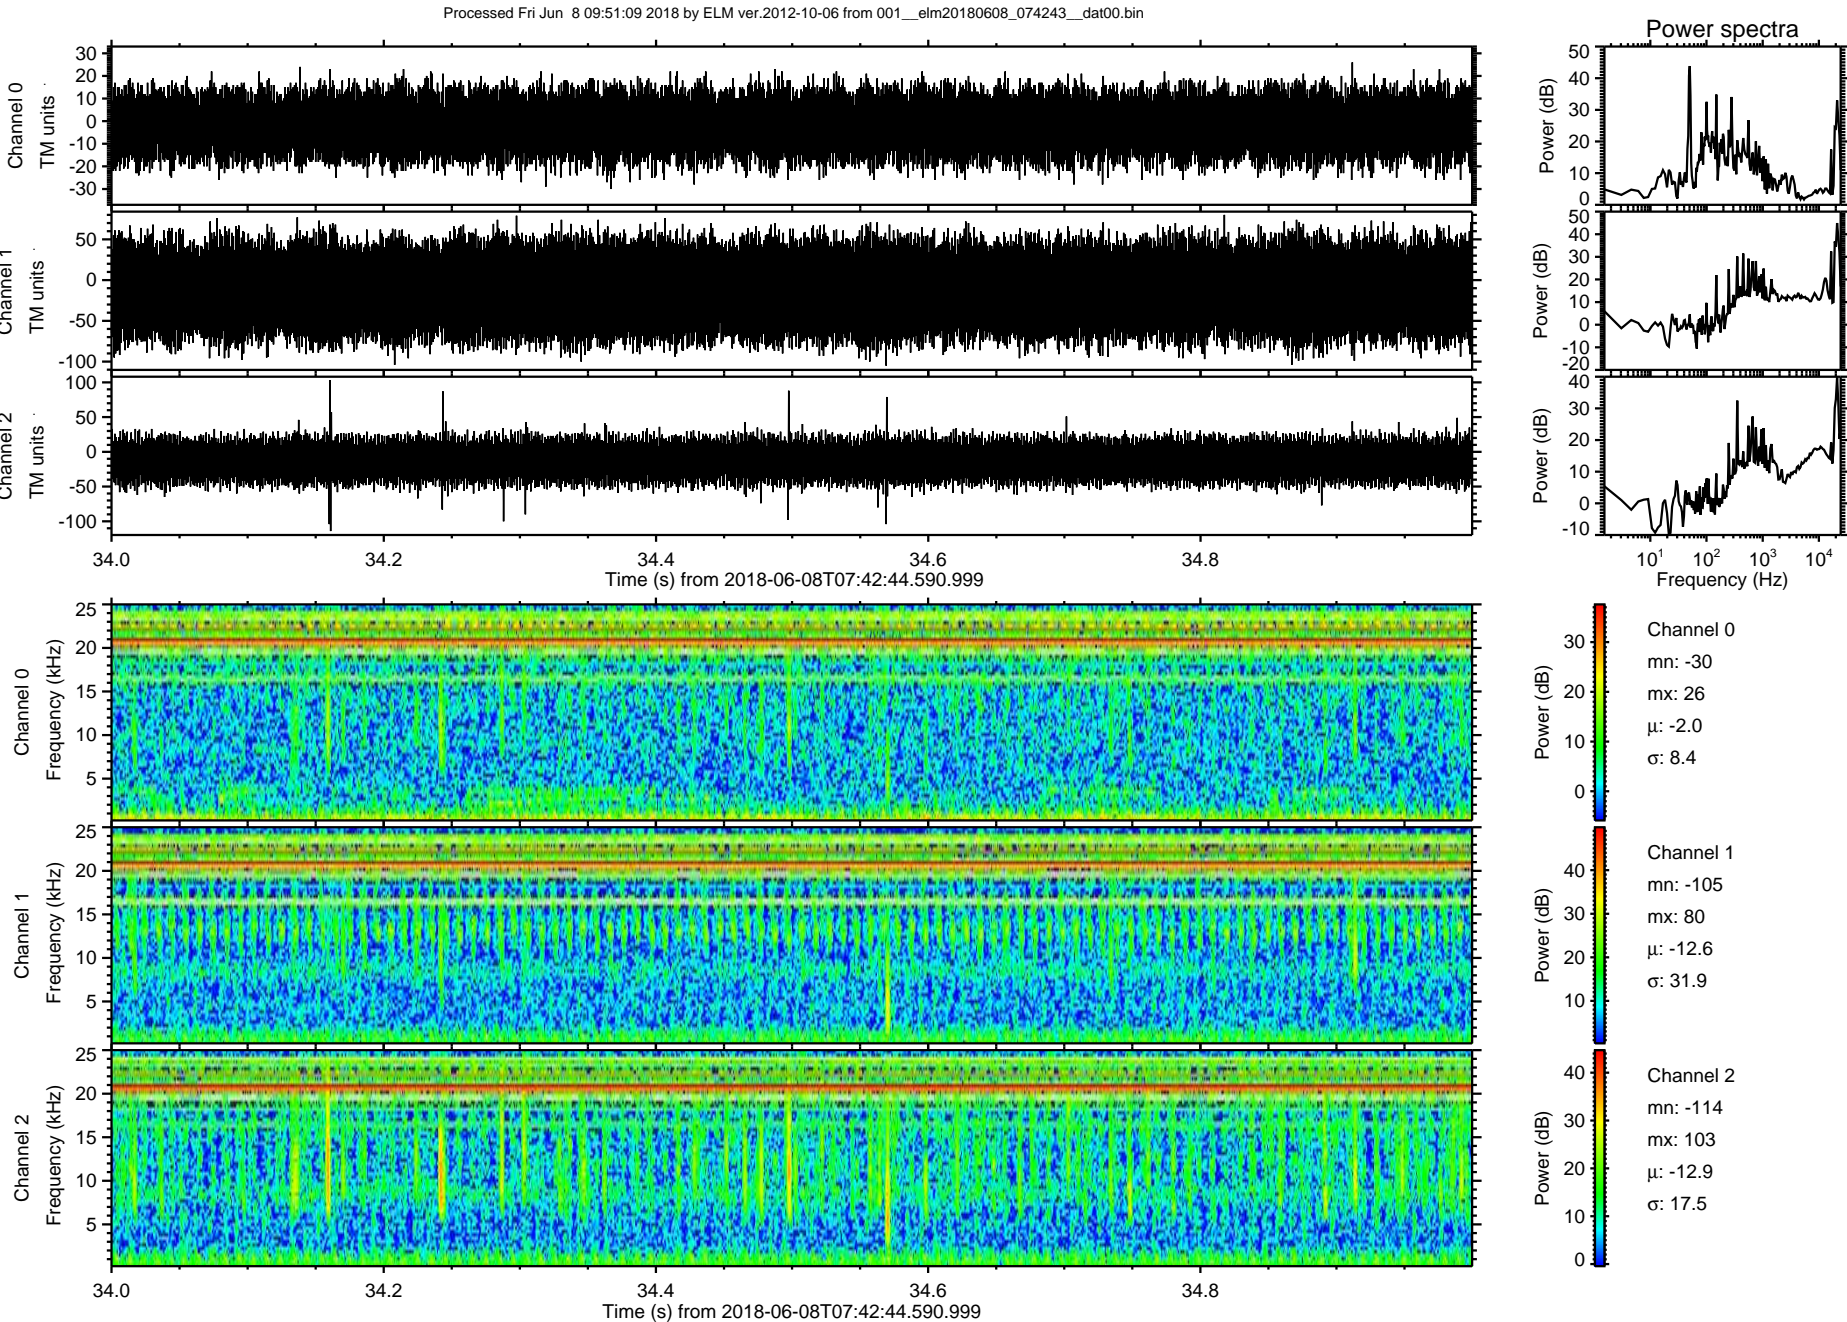 Processed Fri Jun  8 09:51:09 2018 by ELM ver.2012-10-06 from 001__elm20180608_074243__dat00.bin
Power spectra
Channel 0
TM units
30
20
10
0
-10
-20
-30
Power (dB)
50
40
30
20
10
0
Channel 1
TM units
50
0
-50
-100
Power (dB)
50
40
30
20
10
0
-10
-20
Channel 2
TM units
100
50
0
-50
-100
Power (dB)
40
30
20
10
0
-10
34.0 34.2 34.4 34.6 34.8
Time (s) from 2018-06-08T07:42:44.590.999
10¹ 10² 10³ 10⁴
Frequency (Hz)
Channel 0
Frequency (kHz)
25
20
15
10
5
Power (dB)
30
20
10
0
Channel 0
mn: -30
mx: 26
μ: -2.0
σ: 8.4
Channel 1
Frequency (kHz)
25
20
15
10
5
Power (dB)
40
30
20
10
Channel 1
mn: -105
mx: 80
μ: -12.6
σ: 31.9
Channel 2
Frequency (kHz)
25
20
15
10
5
Power (dB)
40
30
20
10
0
Channel 2
mn: -114
mx: 103
μ: -12.9
σ: 17.5
34.0 34.2 34.4 34.6 34.8
Time (s) from 2018-06-08T07:42:44.590.999